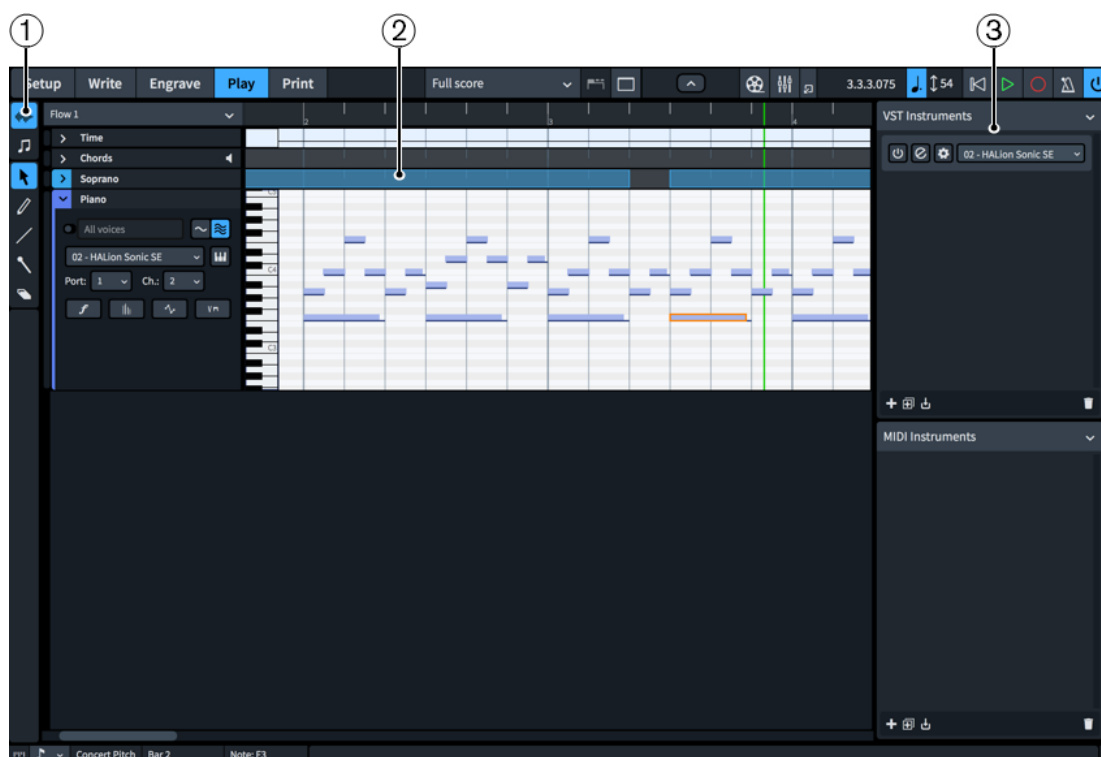 1 2 3
Setup Write Engrave Play Print Full score 3.3.3.075 54
Flow 1 2 3 4 VST Instruments
Time
Chords 02 - HALion Sonic SE
Soprano
Piano C5
All voices
02 - HALion Sonic SE C4
Port: 1 Ch.: 2
C3
MIDI Instruments
Concert Pitch Bar 2 Note: F3